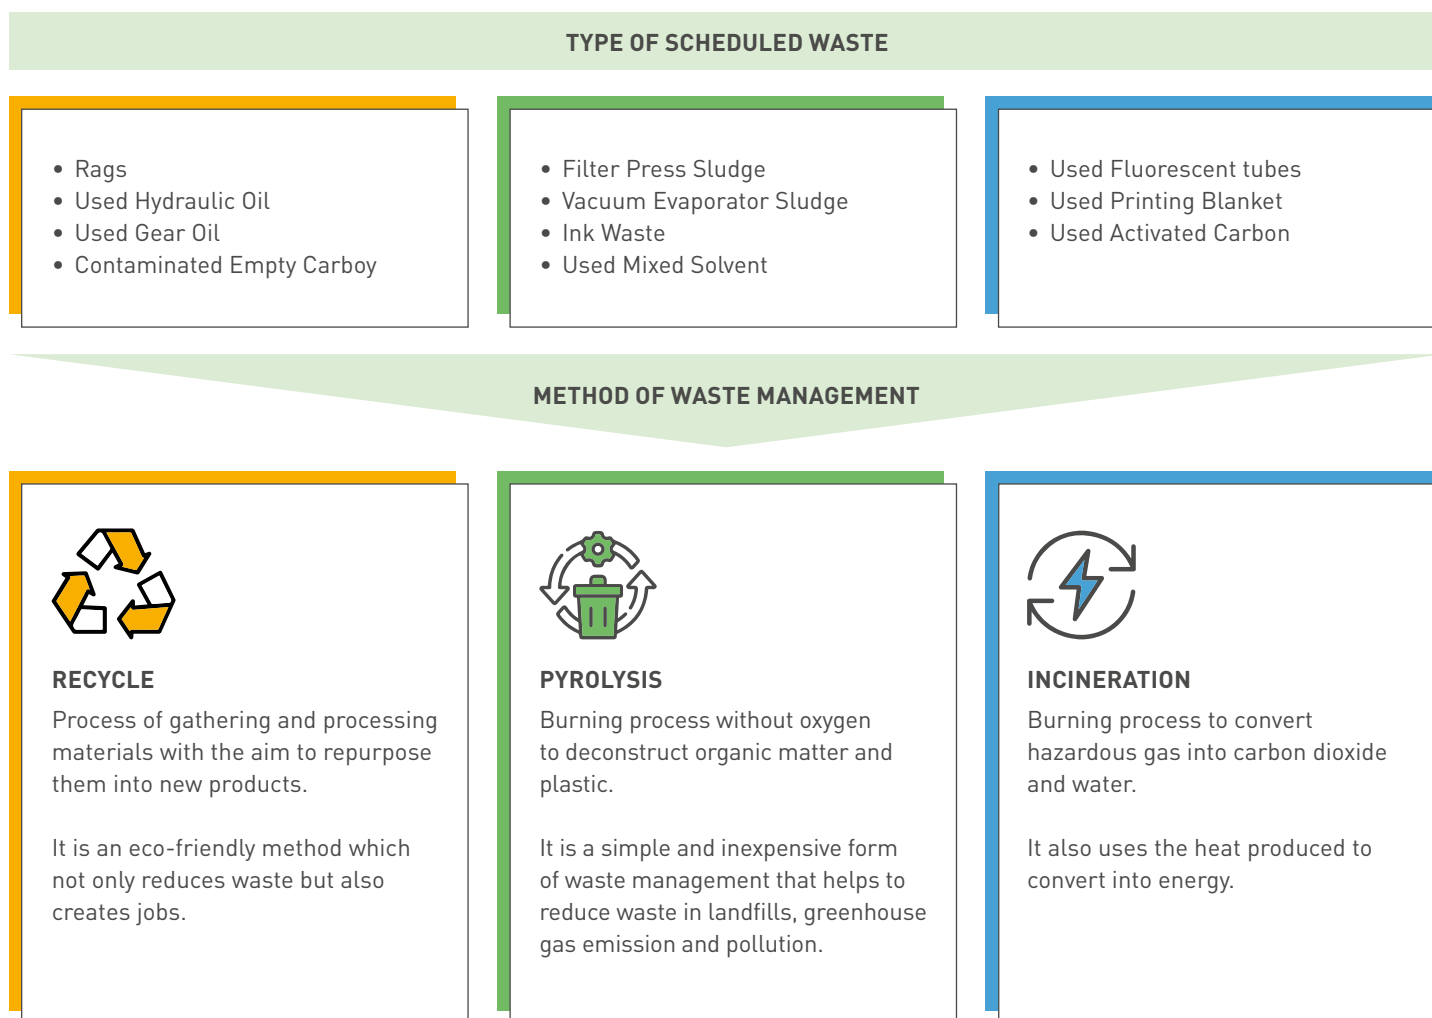 TYPE OF SCHEDULED WASTE
• Rags
• Used Hydraulic Oil
• Used Gear Oil
• Contaminated Empty Carboy
• Filter Press Sludge
• Vacuum Evaporator Sludge
• Ink Waste
• Used Mixed Solvent
• Used Fluorescent tubes
• Used Printing Blanket
• Used Activated Carbon
METHOD OF WASTE MANAGEMENT
RECYCLE
Process of gathering and processing
materials with the aim to repurpose
them into new products.
It is an eco-friendly method which
not only reduces waste but also
creates jobs.
PYROLYSIS
Burning process without oxygen
to deconstruct organic matter and
plastic.
It is a simple and inexpensive form
of waste management that helps to
reduce waste in landfills, greenhouse
gas emission and pollution.
INCINERATION
Burning process to convert
hazardous gas into carbon dioxide
and water.
It also uses the heat produced to
convert into energy.